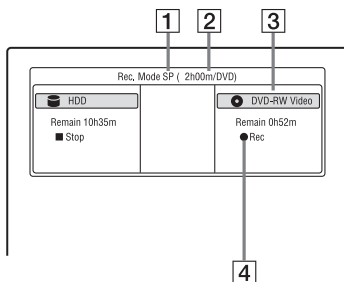 1 2 3
Rec. Mode SP ( 2h00m/DVD)
HDD
DVD-RW Video
Remain 10h35m
Remain 0h52m
Stop
Rec
4